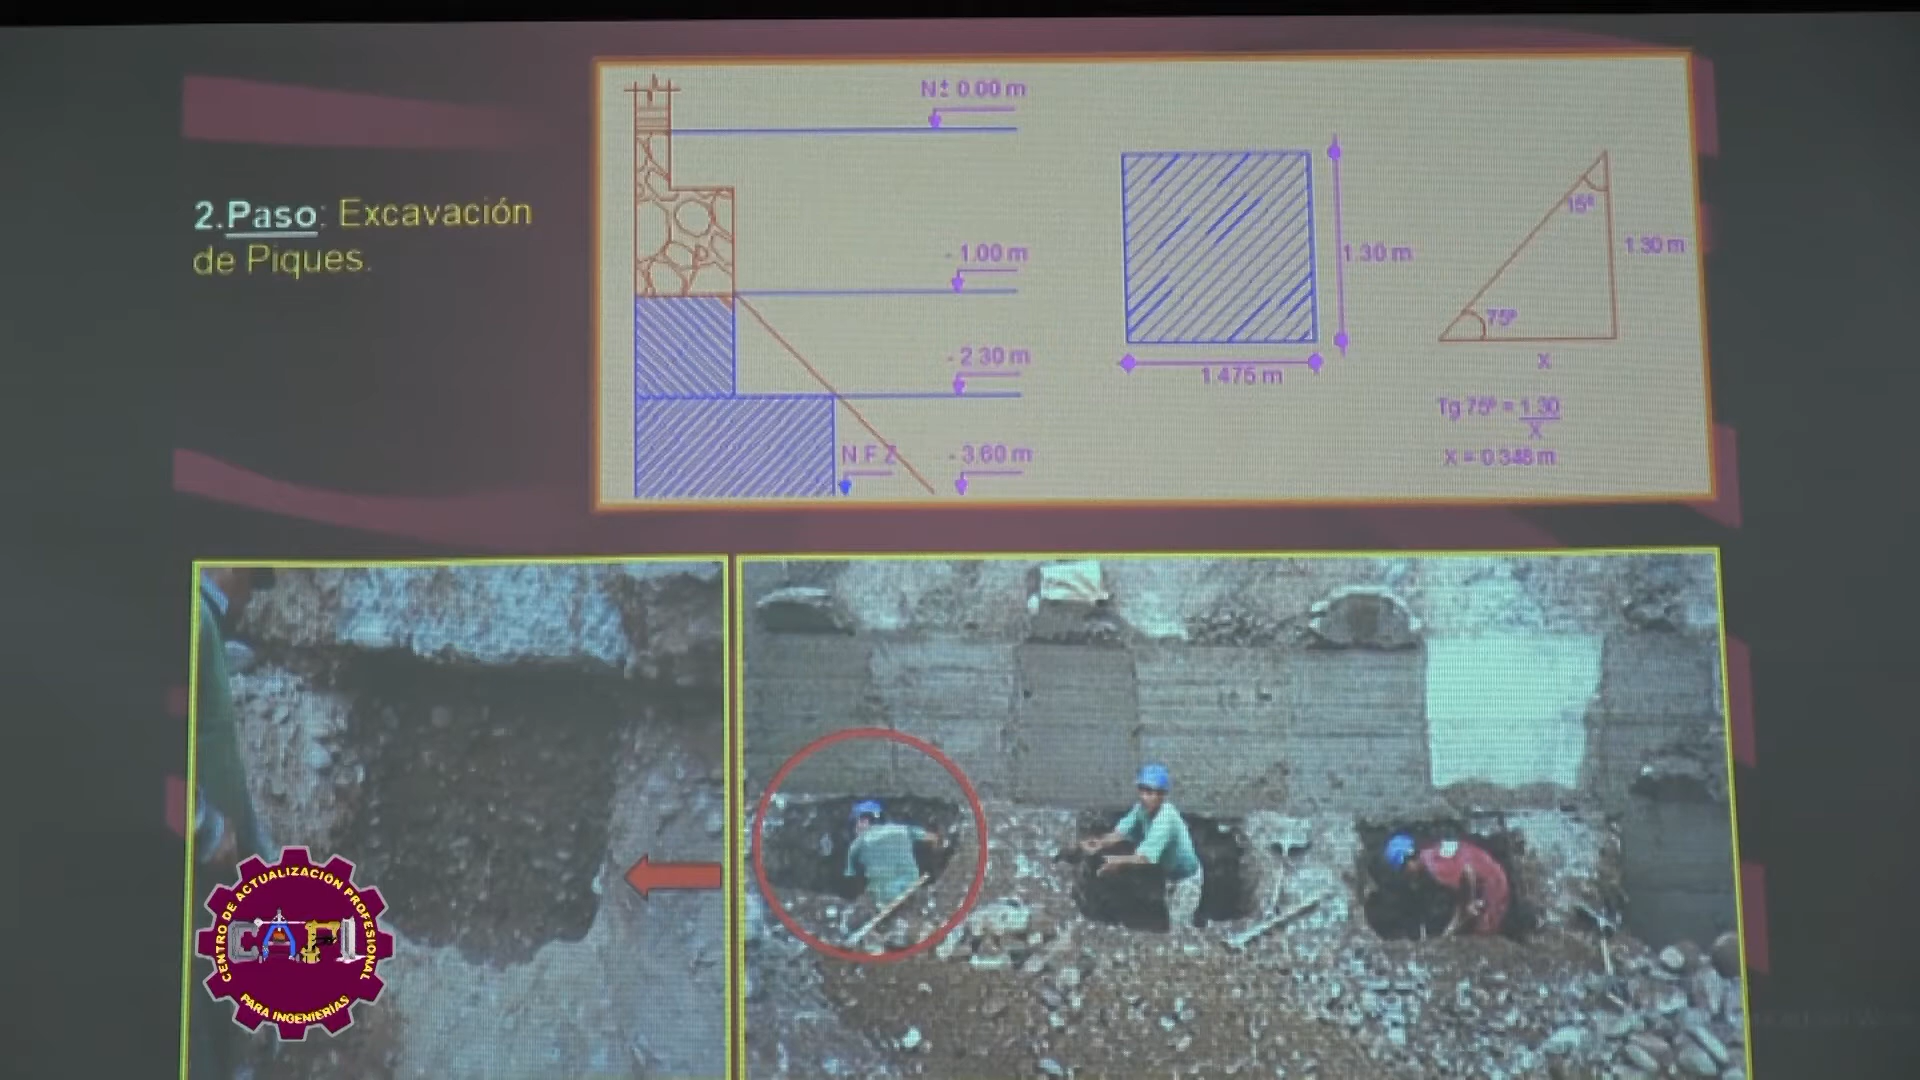 2.Paso: Excavación
de Piques.
N± 0.00 m
- 1.00 m
- 2.30 m
N F Z
- 3.60 m
1.30 m
1.475 m
15º
1.30 m
75º
X
Tg 75º = 1.30
X
X = 0.348 m
CENTRO DE ACTUALIZACIÓN PROFESIONAL
CAPI
PARA INGENIERÍAS